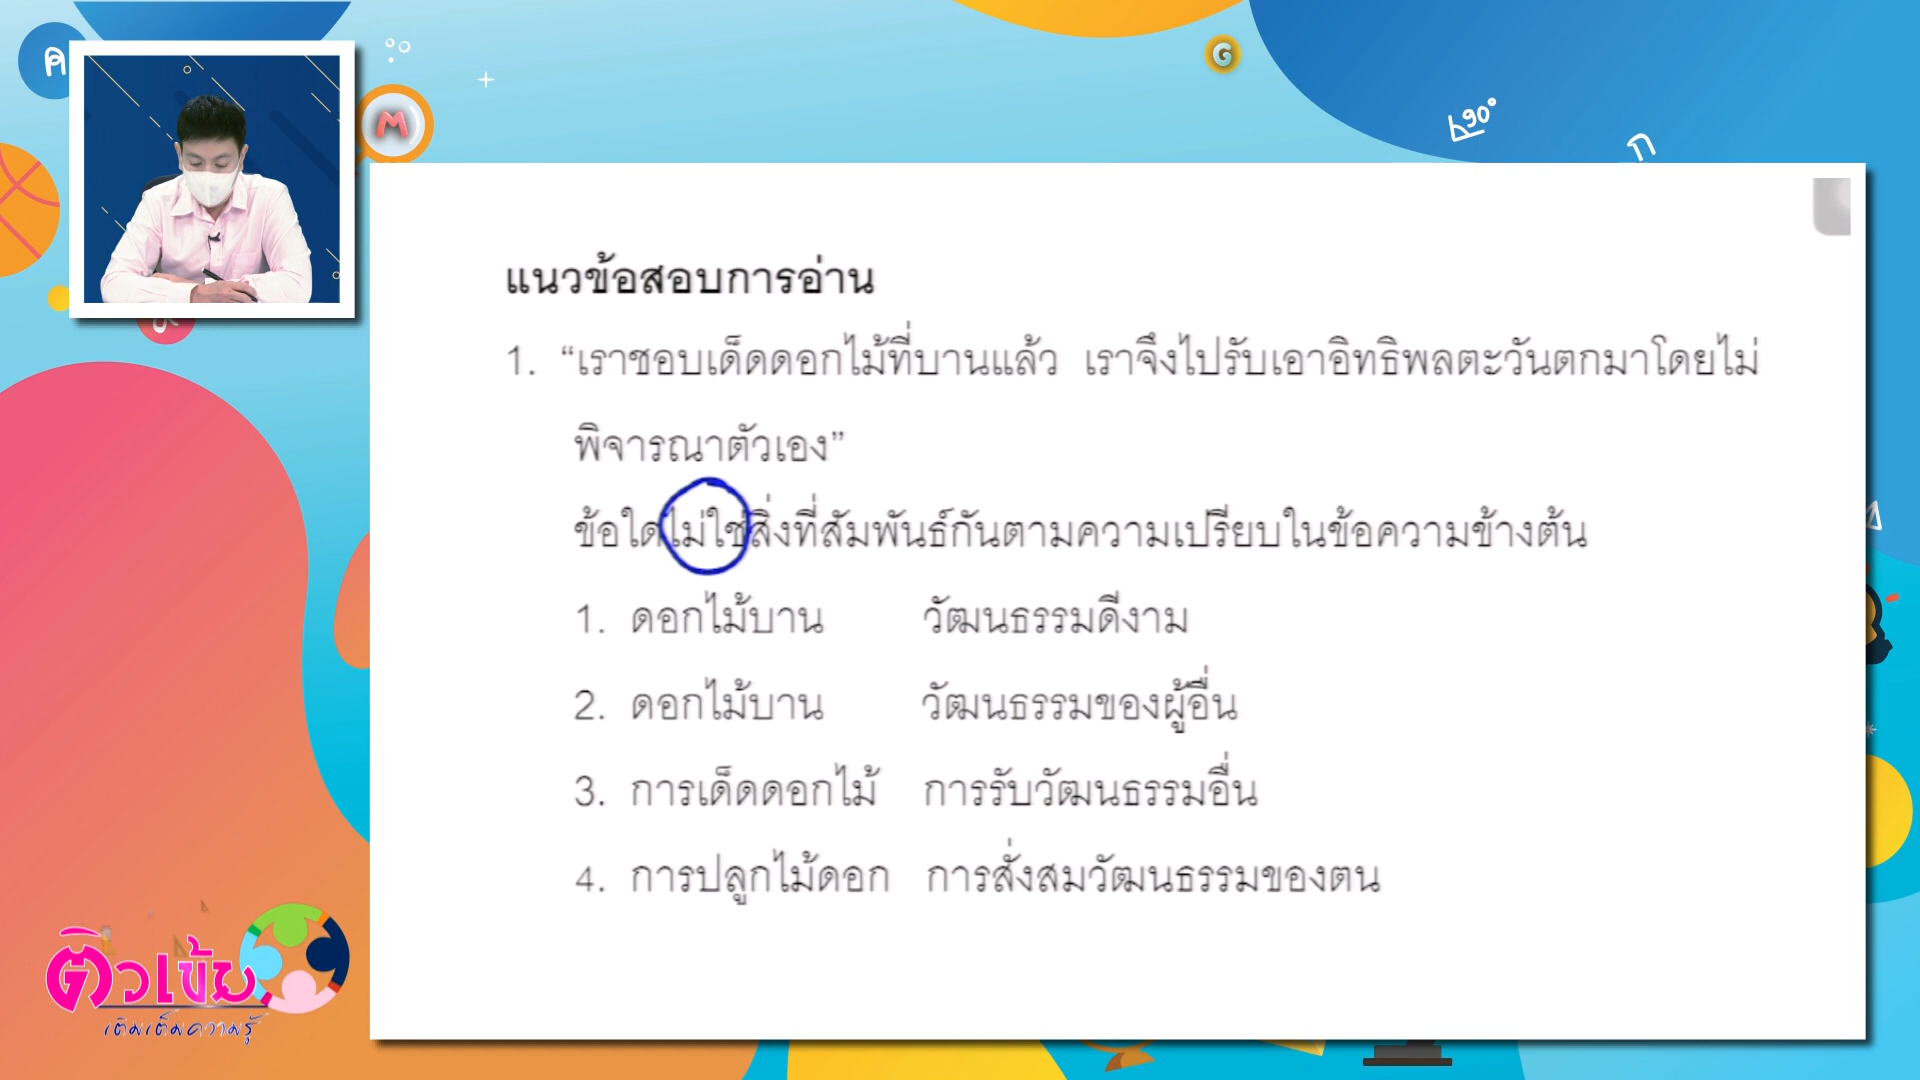 ค
M
G
90°
ก
แนวข้อสอบการอ่าน
1. “เราชอบเด็ดดอกไม้ที่บานแล้ว เราจึงไปรับเอาอิทธิพลตะวันตกมาโดยไม่
พิจารณาตัวเอง”
ข้อใดไม่ใช่สิ่งที่สัมพันธ์กันตามความเปรียบในข้อความข้างต้น
1. ดอกไม้บาน วัฒนธรรมดีงาม
2. ดอกไม้บาน วัฒนธรรมของผู้อื่น
3. การเด็ดดอกไม้ การรับวัฒนธรรมอื่น
4. การปลูกไม้ดอก การสั่งสมวัฒนธรรมของตน
ติวเข้ม
เติมเต็มความรู้